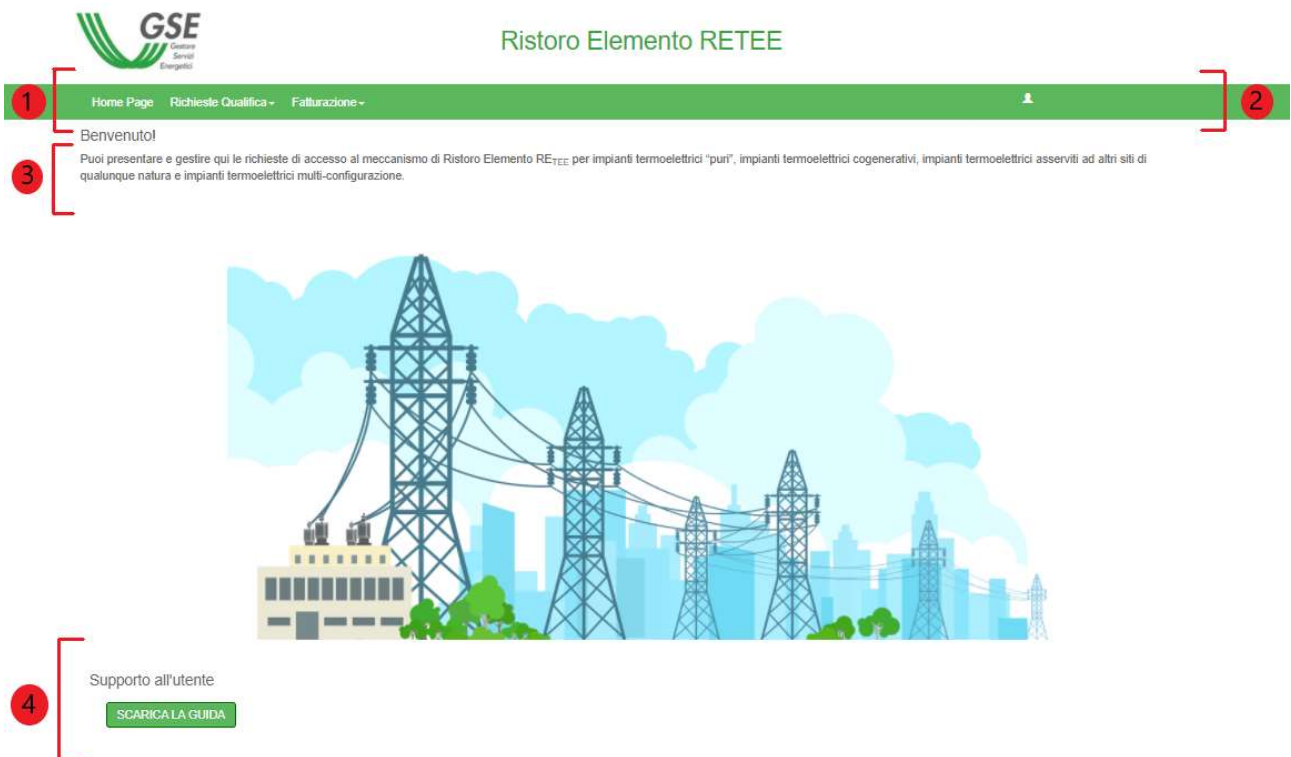 GSE
Gestore
Servizi
Energetici
Ristoro Elemento RETEE
1
Home Page Richieste Qualifica Fatturazione
2
Benvenuto!
3
Puoi presentare e gestire qui le richieste di accesso al meccanismo di Ristoro Elemento RETEE per impianti termoelettrici "puri", impianti termoelettrici cogenerativi, impianti termoelettrici asserviti ad altri siti di
qualunque natura e impianti termoelettrici multi-configurazione.
4
Supporto all'utente
SCARICA LA GUIDA